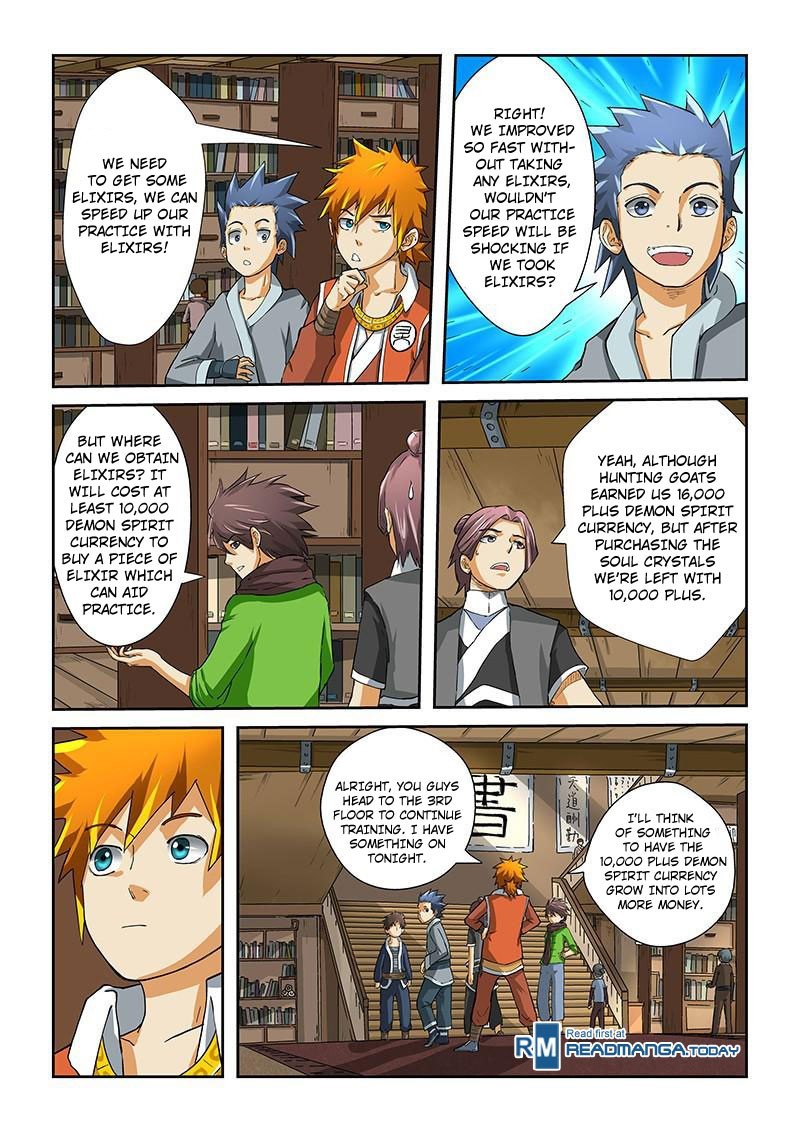 WE NEED
TO GET SOME
ELIXIRS, WE CAN
SPEED UP OUR
PRACTICE WITH
ELIXIRS!
RIGHT!
WE IMPROVED
SO FAST WITH-
OUT TAKING
ANY ELIXIRS,
WOULDN'T
OUR PRACTICE
SPEED WILL BE
SHOCKING IF
WE TOOK
ELIXIRS?
BUT WHERE
CAN WE OBTAIN
ELIXIRS? IT
WILL COST AT
LEAST 10,000
DEMON SPIRIT
CURRENCY TO
BUY A PIECE OF
ELIXIR WHICH
CAN AID
PRACTICE.
YEAH, ALTHOUGH
HUNTING GOATS
EARNED US 16,000
PLUS DEMON SPIRIT
CURRENCY, BUT AFTER
PURCHASING THE
SOUL CRYSTALS
WE'RE LEFT WITH
10,000 PLUS.
ALRIGHT, YOU GUYS
HEAD TO THE 3RD
FLOOR TO CONTINUE
TRAINING. I HAVE
SOMETHING ON
TONIGHT.
書
天道酬勤
I'LL THINK
OF SOMETHING
TO HAVE THE
10,000 PLUS DEMON
SPIRIT CURRENCY
GROW INTO LOTS
MORE MONEY.
RM Read first at
READMANGA.TODAY